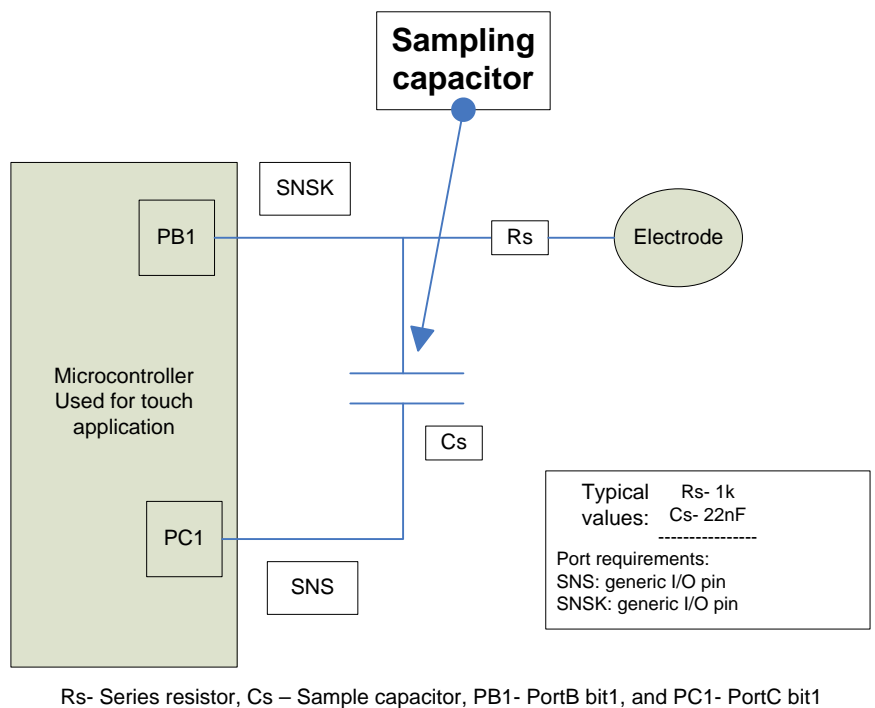 Sampling
capacitor
SNSK
PB1
Rs
Electrode
Microcontroller
Used for touch
application
Cs
PC1
SNS
Typical
values:
Rs- 1k
Cs- 22nF
----------------
Port requirements:
SNS: generic I/O pin
SNSK: generic I/O pin
Rs- Series resistor, Cs – Sample capacitor, PB1- PortB bit1, and PC1- PortC bit1